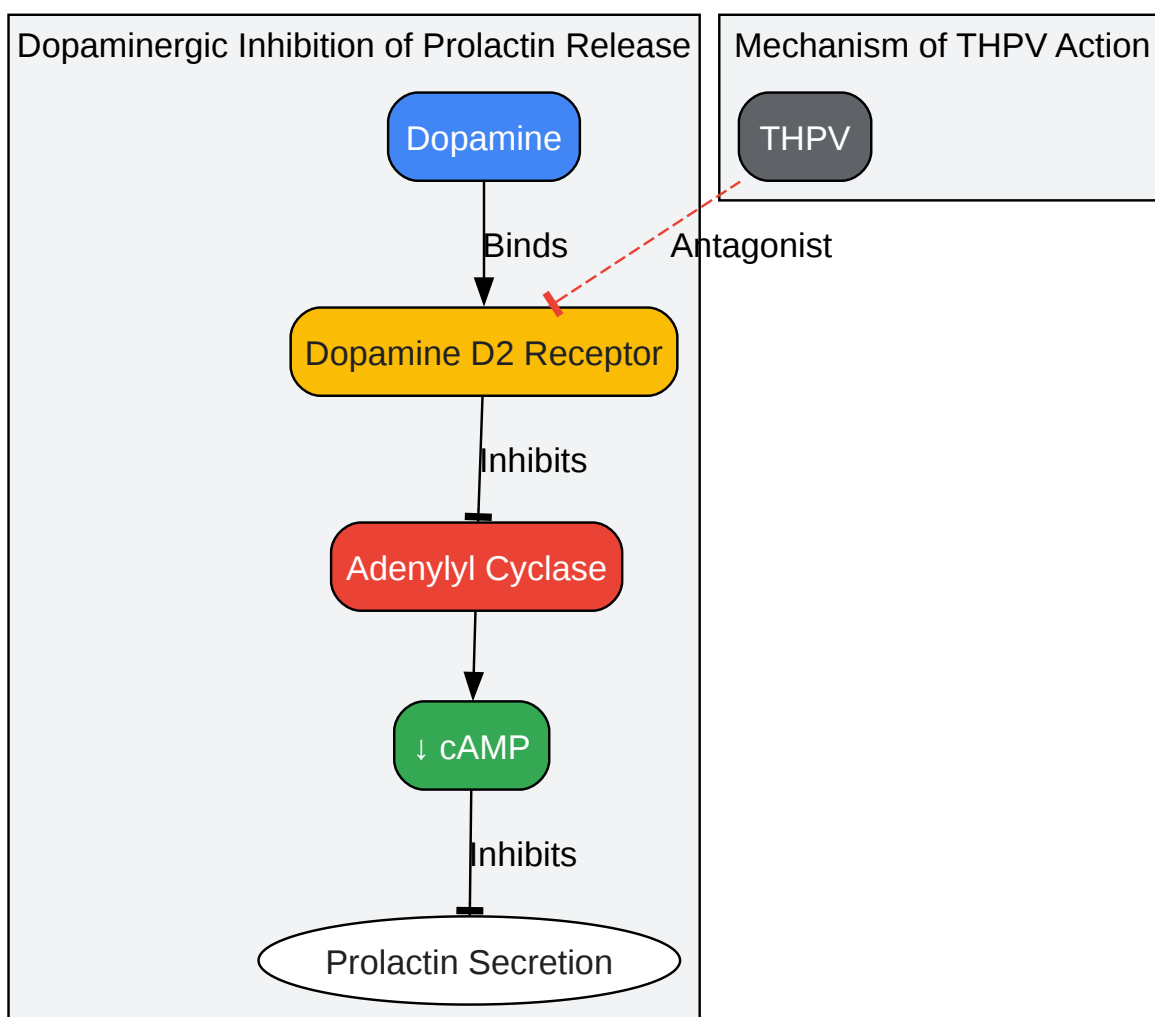 Dopaminergic Inhibition of Prolactin Release
Mechanism of THPV Action
Dopamine
THPV
Binds
Antagonist
Dopamine D2 Receptor
Inhibits
Adenylyl Cyclase
↓ cAMP
Inhibits
Prolactin Secretion